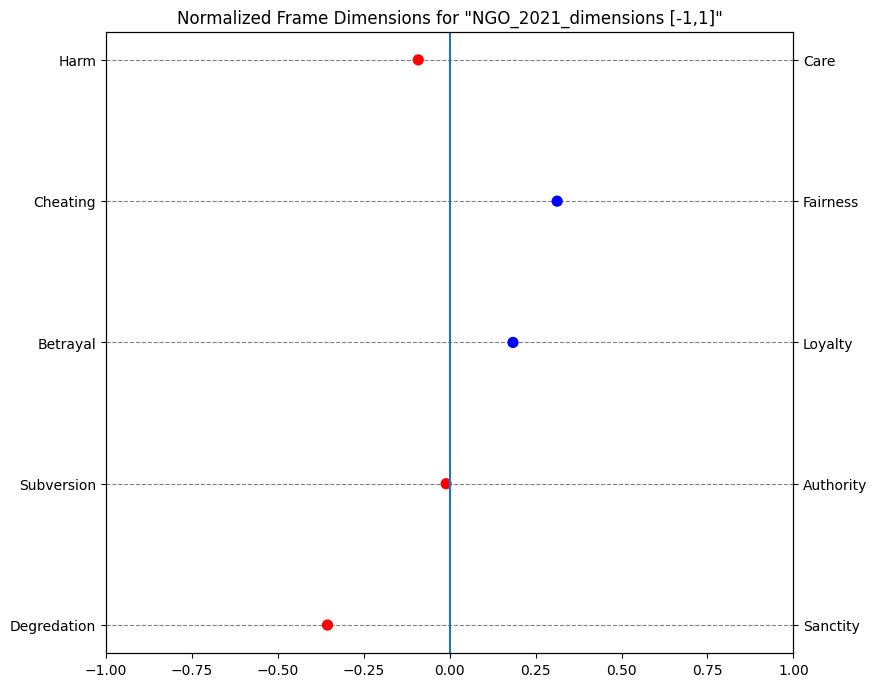 Normalized Frame Dimensions for "NGO_2021_dimensions [-1,1]"
Harm
Care
Cheating
Fairness
Betrayal
Loyalty
Subversion
Authority
Degredation
Sanctity
−1.00
−0.75
−0.50
−0.25
0.00
0.25
0.50
0.75
1.00